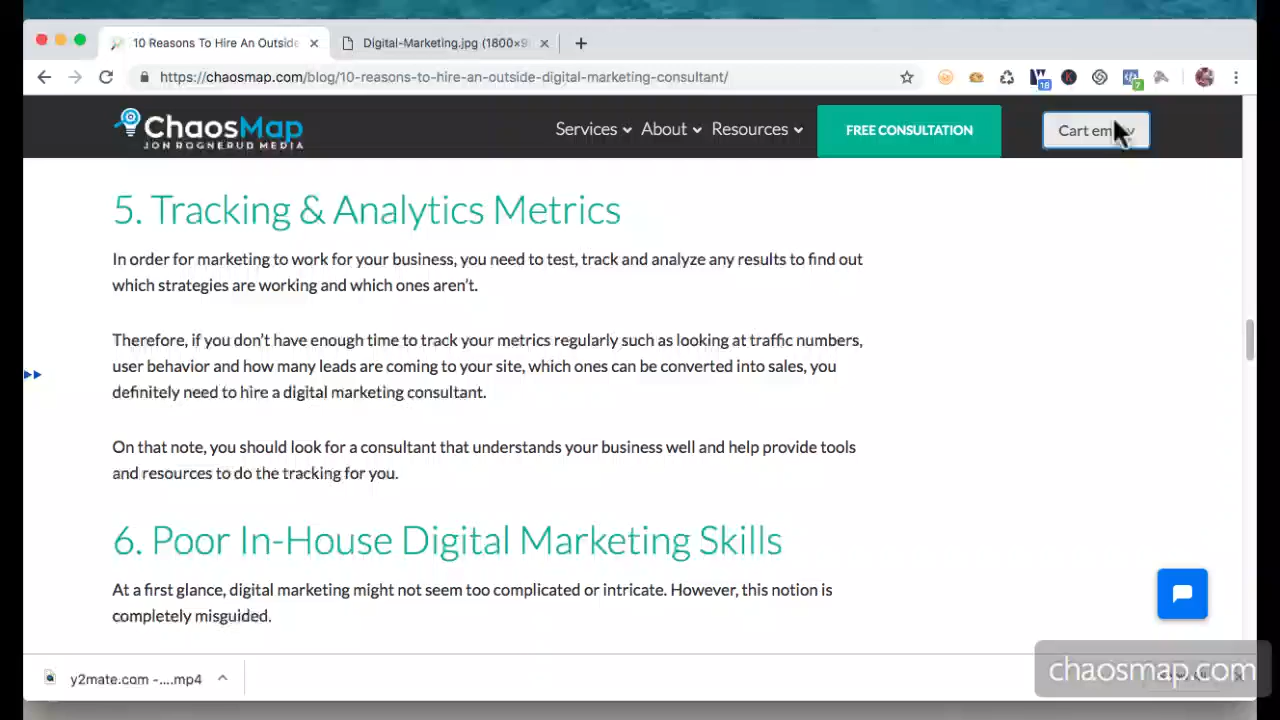 10 Reasons To Hire An Outside
Digital-Marketing.jpg (1800×9
https://chaosmap.com/blog/10-reasons-to-hire-an-outside-digital-marketing-consultant/
18
7
ChaosMap
JON ROGNERUD MEDIA
Services
About
Resources
FREE CONSULTATION
Cart
5. Tracking & Analytics Metrics
In order for marketing to work for your business, you need to test, track and analyze any results to find out
which strategies are working and which ones aren’t.
Therefore, if you don’t have enough time to track your metrics regularly such as looking at traffic numbers,
user behavior and how many leads are coming to your site, which ones can be converted into sales, you
definitely need to hire a digital marketing consultant.
On that note, you should look for a consultant that understands your business well and help provide tools
and resources to do the tracking for you.
6. Poor In-House Digital Marketing Skills
At a first glance, digital marketing might not seem too complicated or intricate. However, this notion is
completely misguided.
y2mate.com -....mp4
chaosmap.com